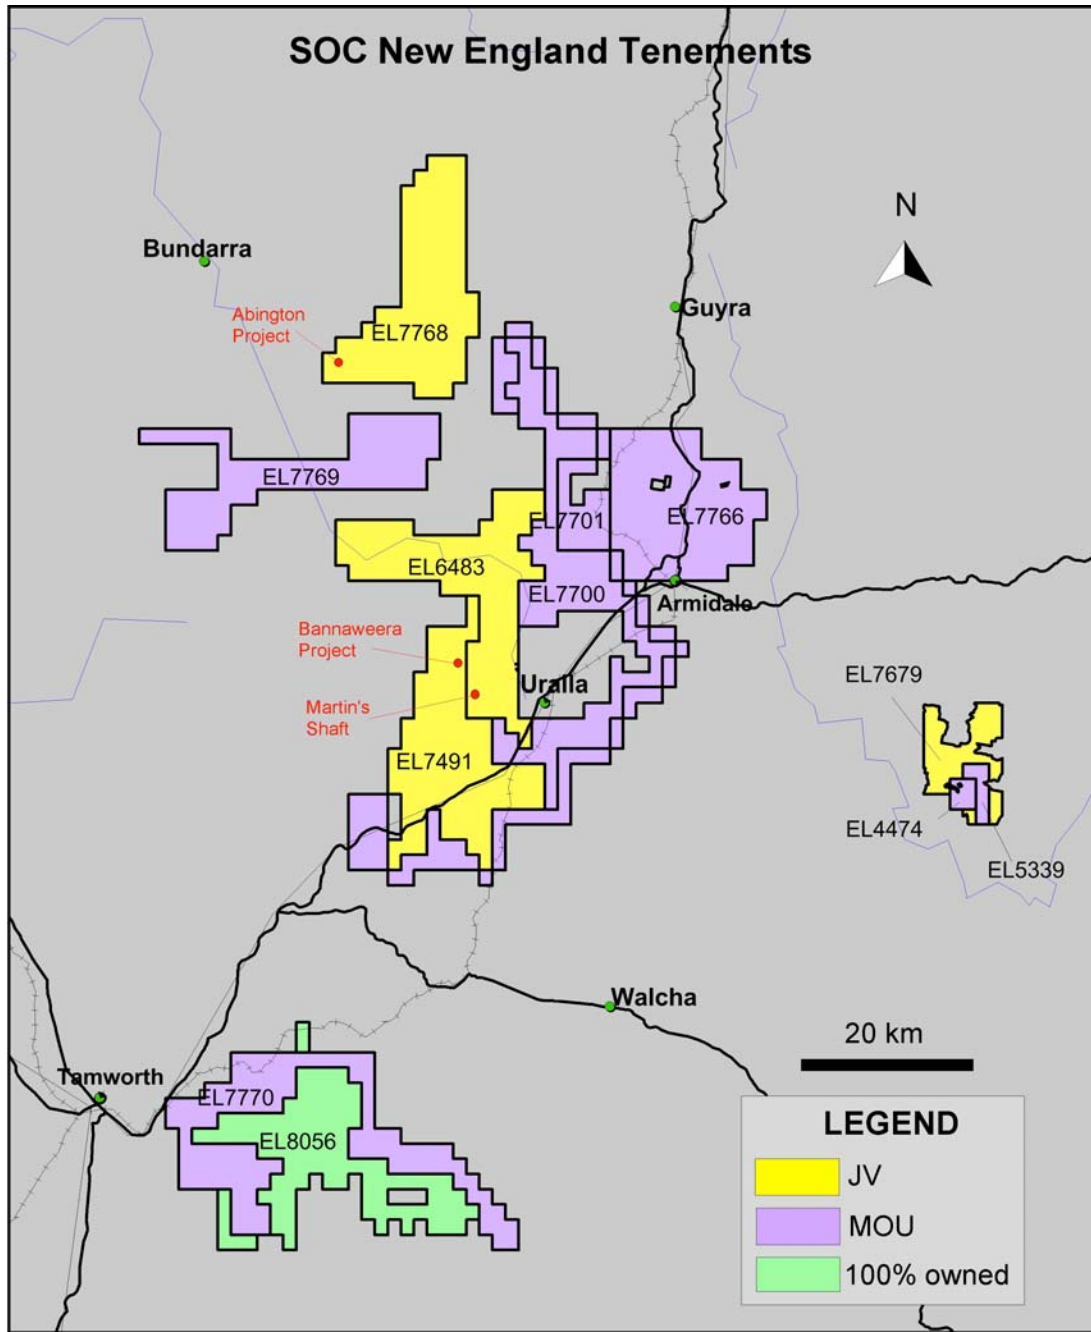 SOC New England Tenements
N
Bundarra
Abington
Project
EL7768
Guyra
EL7769
EL7701
EL7766
EL6483
EL7700
Armidale
Bannaweera
Project
Uralla
Martin's
Shaft
EL7679
EL7491
EL4474
EL5339
Walcha
20 km
Tamworth
EL7770
EL8056
LEGEND
JV
MOU
100% owned